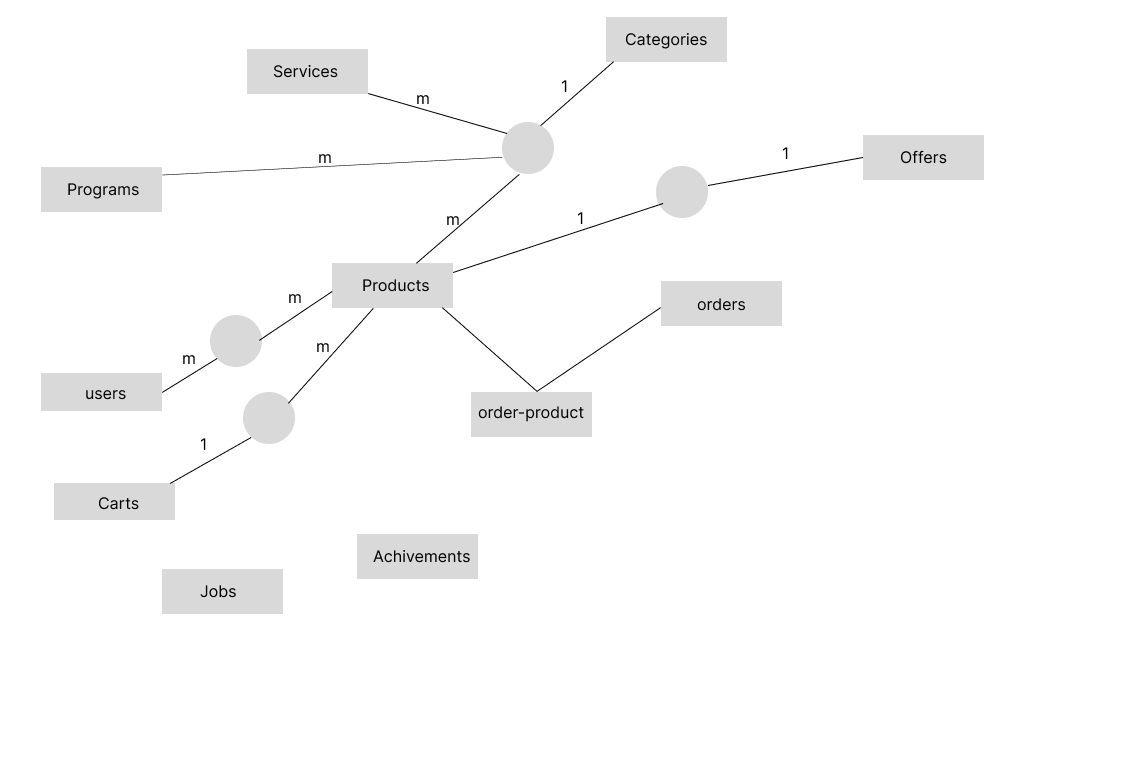 Categories
Services
1
m
1
Offers
m
Programs
m
1
Products
m
orders
m
m
users
order-product
1
Carts
Achivements
Jobs